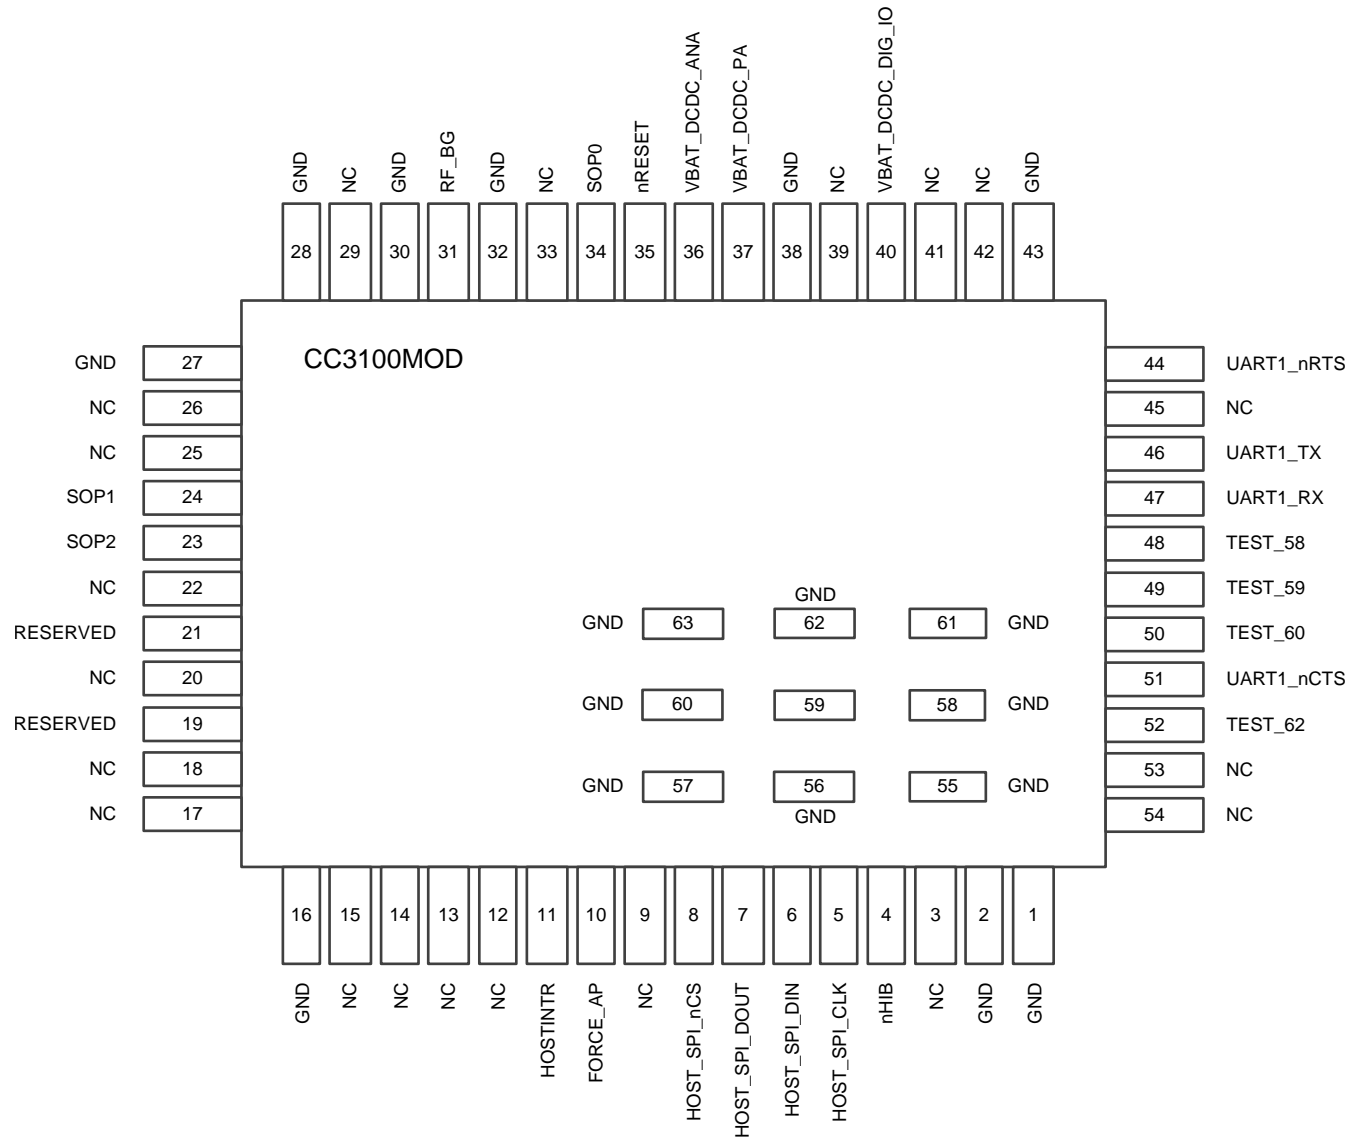 GND
NC
GND
RF_BG
GND
NC
SOP0
nRESET
VBAT_DCDC_ANA
VBAT_DCDC_PA
GND
NC
VBAT_DCDC_DIG_IO
NC
NC
GND
28
29
30
31
32
33
34
35
36
37
38
39
40
41
42
43
CC3100MOD
GND 27
NC 26
NC 25
SOP1 24
SOP2 23
NC 22
RESERVED 21
NC 20
RESERVED 19
NC 18
NC 17
44 UART1_nRTS
45 NC
46 UART1_TX
47 UART1_RX
48 TEST_58
49 TEST_59
50 TEST_60
51 UART1_nCTS
52 TEST_62
53 NC
54 NC
GND
GND 63 62 61 GND
GND 60 59 58 GND
GND 57 56 55 GND
GND
16
15
14
13
12
11
10
9
8
7
6
5
4
3
2
1
GND
NC
NC
NC
NC
HOSTINTR
FORCE_AP
NC
HOST_SPI_nCS
HOST_SPI_DOUT
HOST_SPI_DIN
HOST_SPI_CLK
nHIB
NC
GND
GND